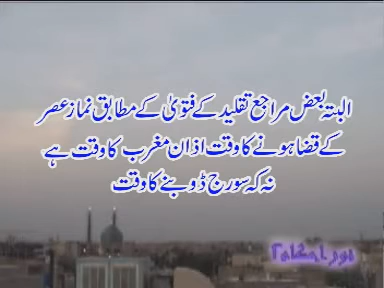 البتہ بعض مراجع تقلید کے فتویٰ کے مطابق نماز عصر
کے قضا ہونے کا وقت اذان مغرب کا وقت ہے
نہ کہ سورج ڈوبنے کا وقت